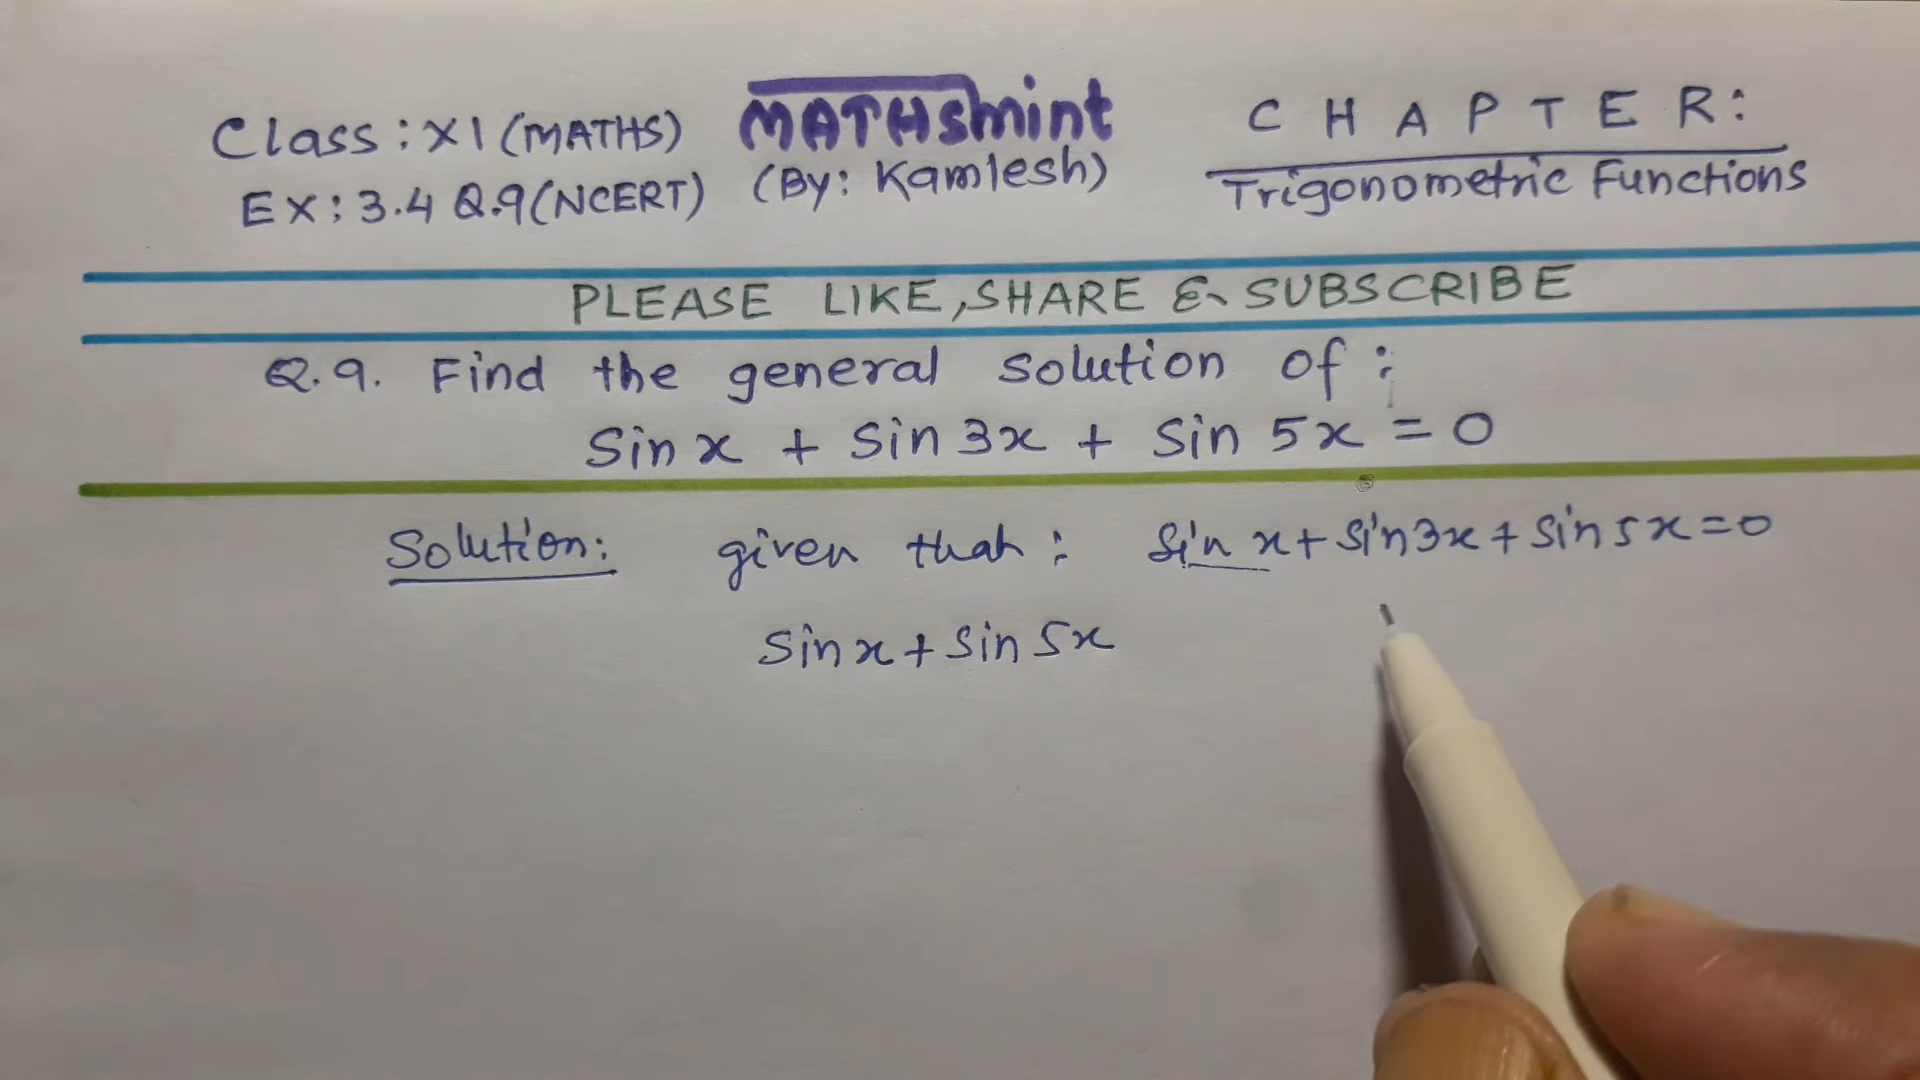 Class: XI (MATHS) MATHSmint CHAPTER:
EX: 3.4 Q.9 (NCERT) (By: Kamlesh) Trigonometric Functions
PLEASE LIKE, SHARE & SUBSCRIBE
Q.9. Find the general solution of:
Sin x + Sin 3x + Sin 5x = 0
Solution: given that: Sin x + Sin 3x + Sin 5x = 0
Sin x + Sin 5x